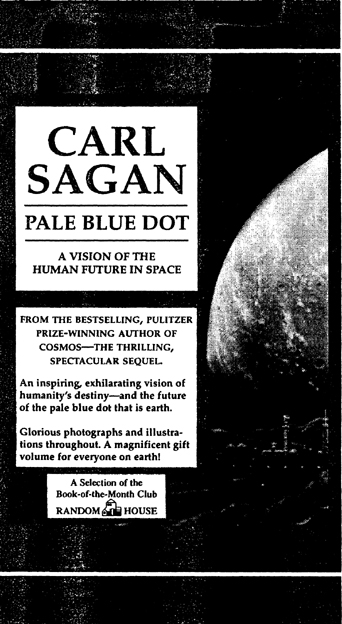 CARL
SAGAN
PALE BLUE DOT
A VISION OF THE
HUMAN FUTURE IN SPACE
FROM THE BESTSELLING, PULITZER
PRIZE-WINNING AUTHOR OF
COSMOS—THE THRILLING,
SPECTACULAR SEQUEL.
An inspiring, exhilarating vision of
humanity's destiny—and the future
of the pale blue dot that is earth.
Glorious photographs and illustra-
tions throughout. A magnificent gift
volume for everyone on earth!
A Selection of the
Book-of-the-Month Club
RANDOM HOUSE